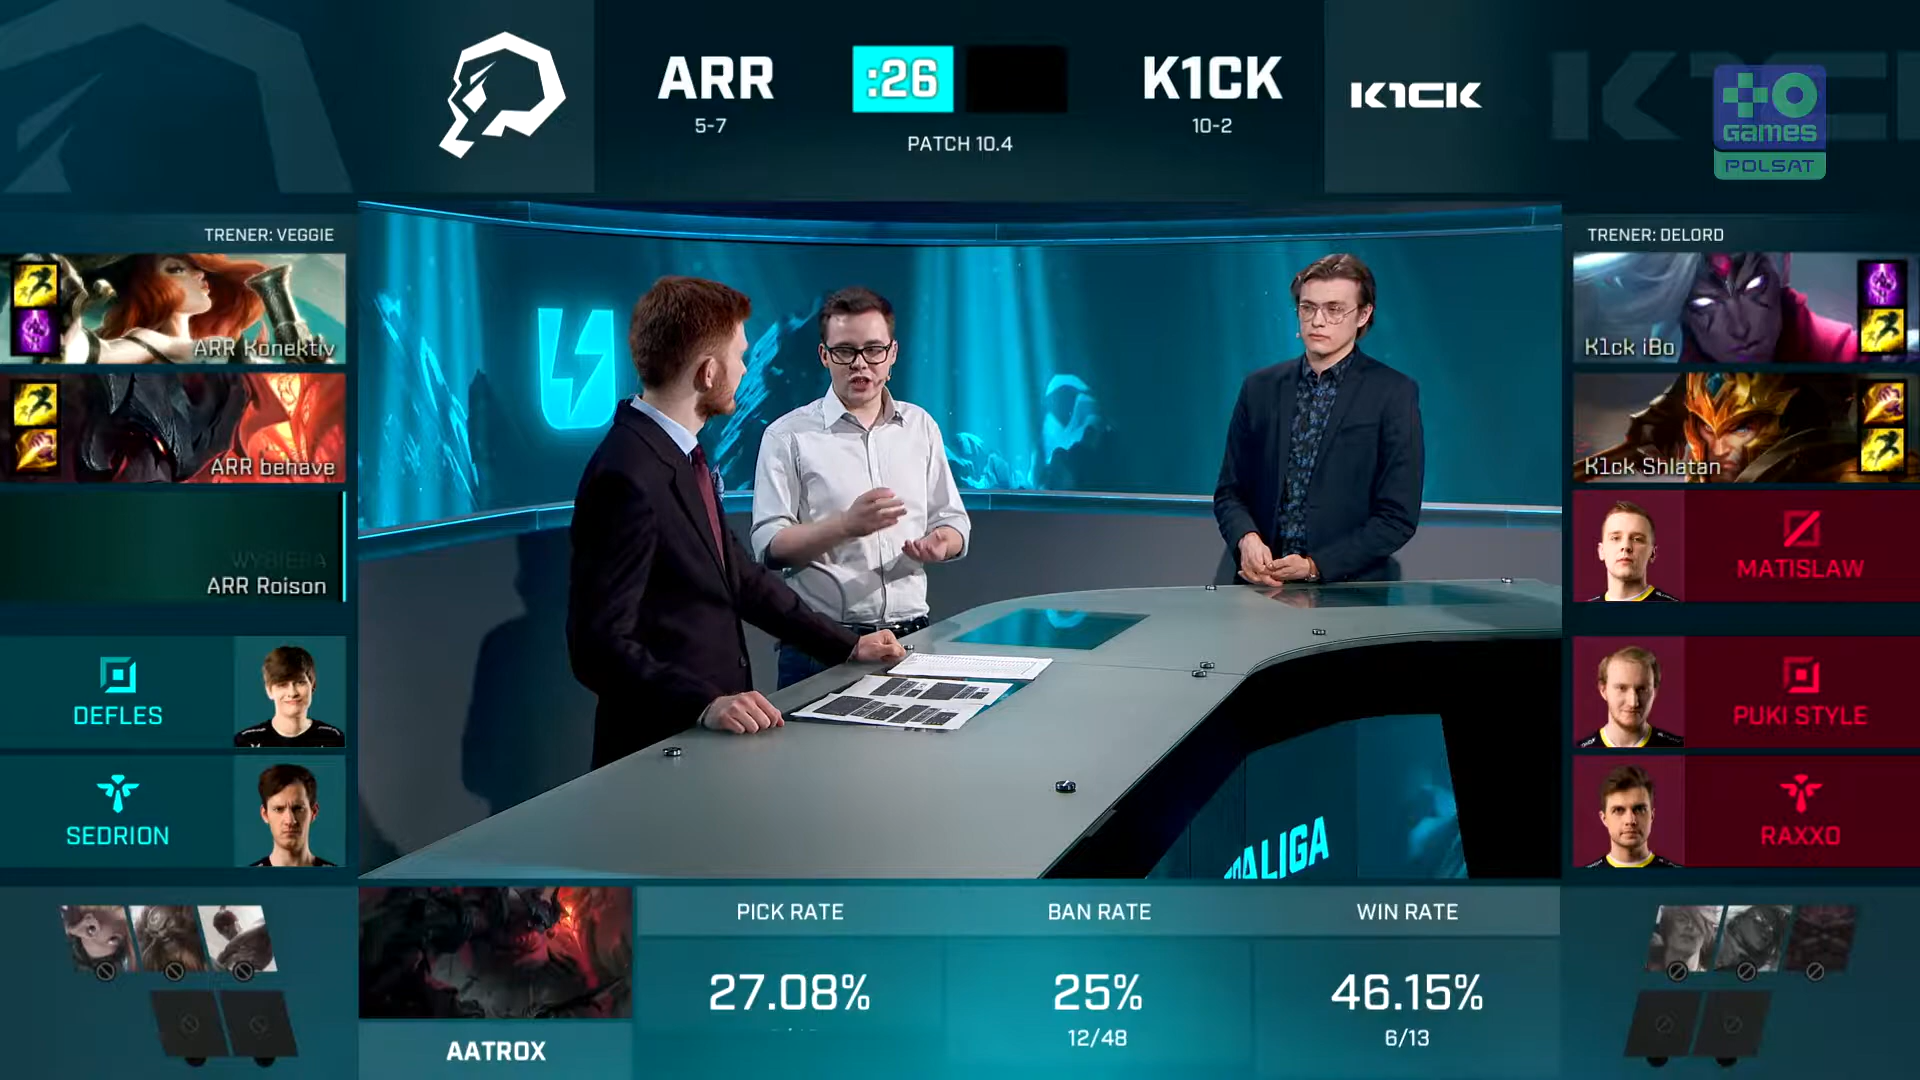 ARR
5-7
:26
PATCH 10.4
K1CK
10-2
K1CK
GAMES
POLSAT
TRENER: VEGGIE
ARR Konektiv
ARR behave
WYBIERA
ARR Roison
DEFLES
SEDRION
TRENER: DELORD
K1ck iBo
K1ck Shlatan
MATISLAW
PUKI STYLE
RAXXO
ALIGA
AATROX
PICK RATE
27.08%
BAN RATE
25%
12/48
WIN RATE
46.15%
6/13